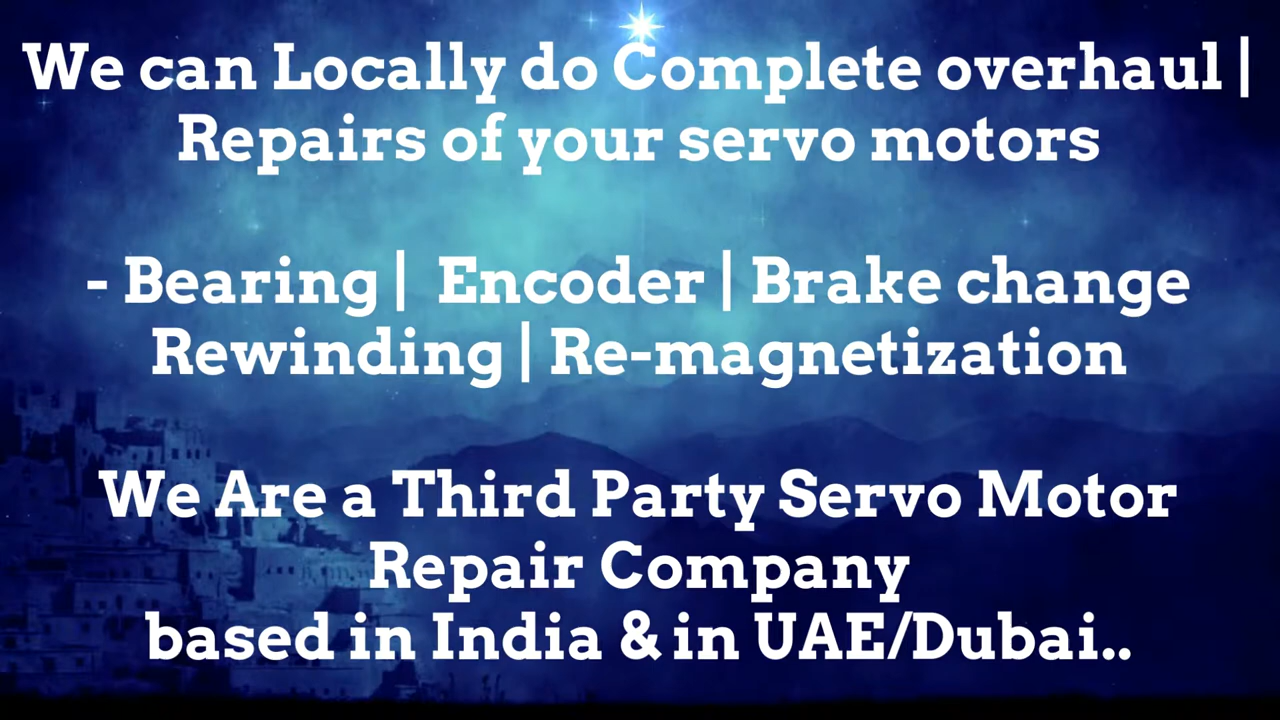 We can Locally do Complete overhaul |
Repairs of your servo motors
- Bearing | Encoder | Brake change
Rewinding | Re-magnetization
We Are a Third Party Servo Motor
Repair Company
based in India & in UAE/Dubai..